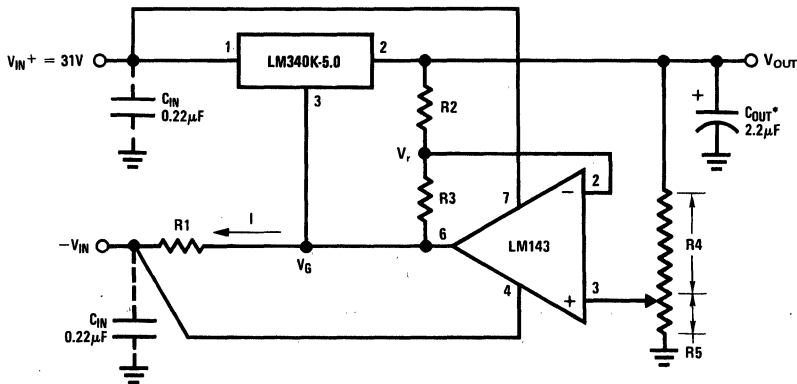 V_IN+ = 31V
1
LM340K-5.0
2
V_OUT
3
C_IN
0.22μF
R2
+
C_OUT*
2.2μF
V_r
R3
2
−
7
R1
I
6
LM143
R4
−V_IN
V_G
4
+
3
C_IN
0.22μF
R5